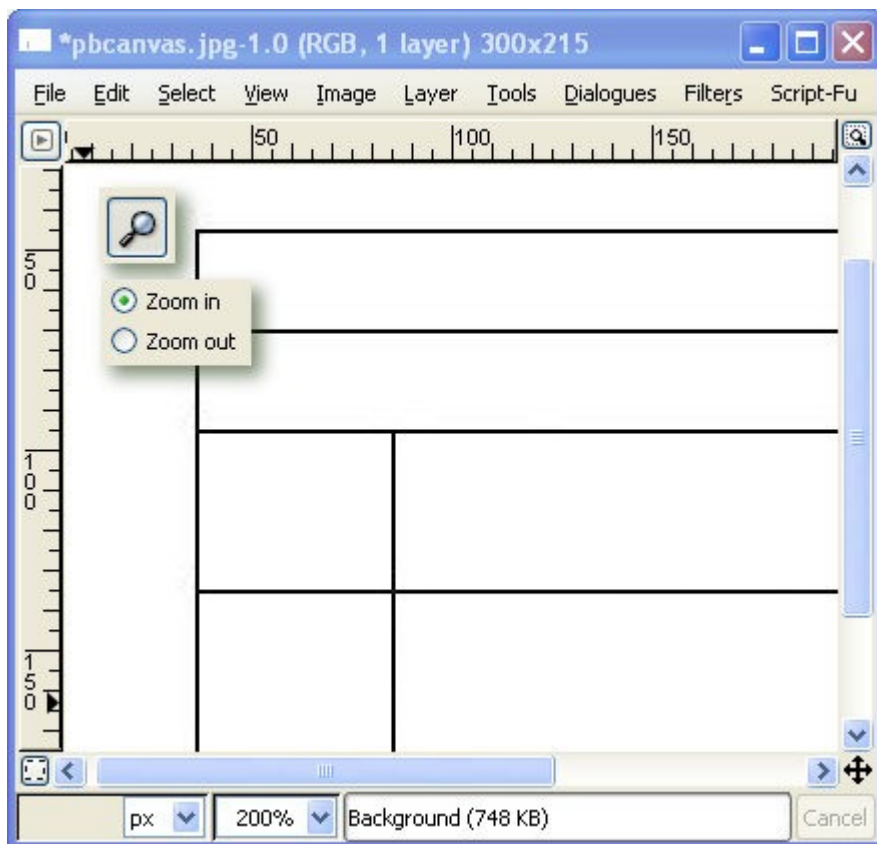 *pbcanvas.jpg-1.0 (RGB, 1 layer) 300x215
File Edit Select View Image Layer Tools Dialogues Filters Script-Fu
50 100 150
50
Zoom in
Zoom out
100
150
px 200% Background (748 KB) Cancel